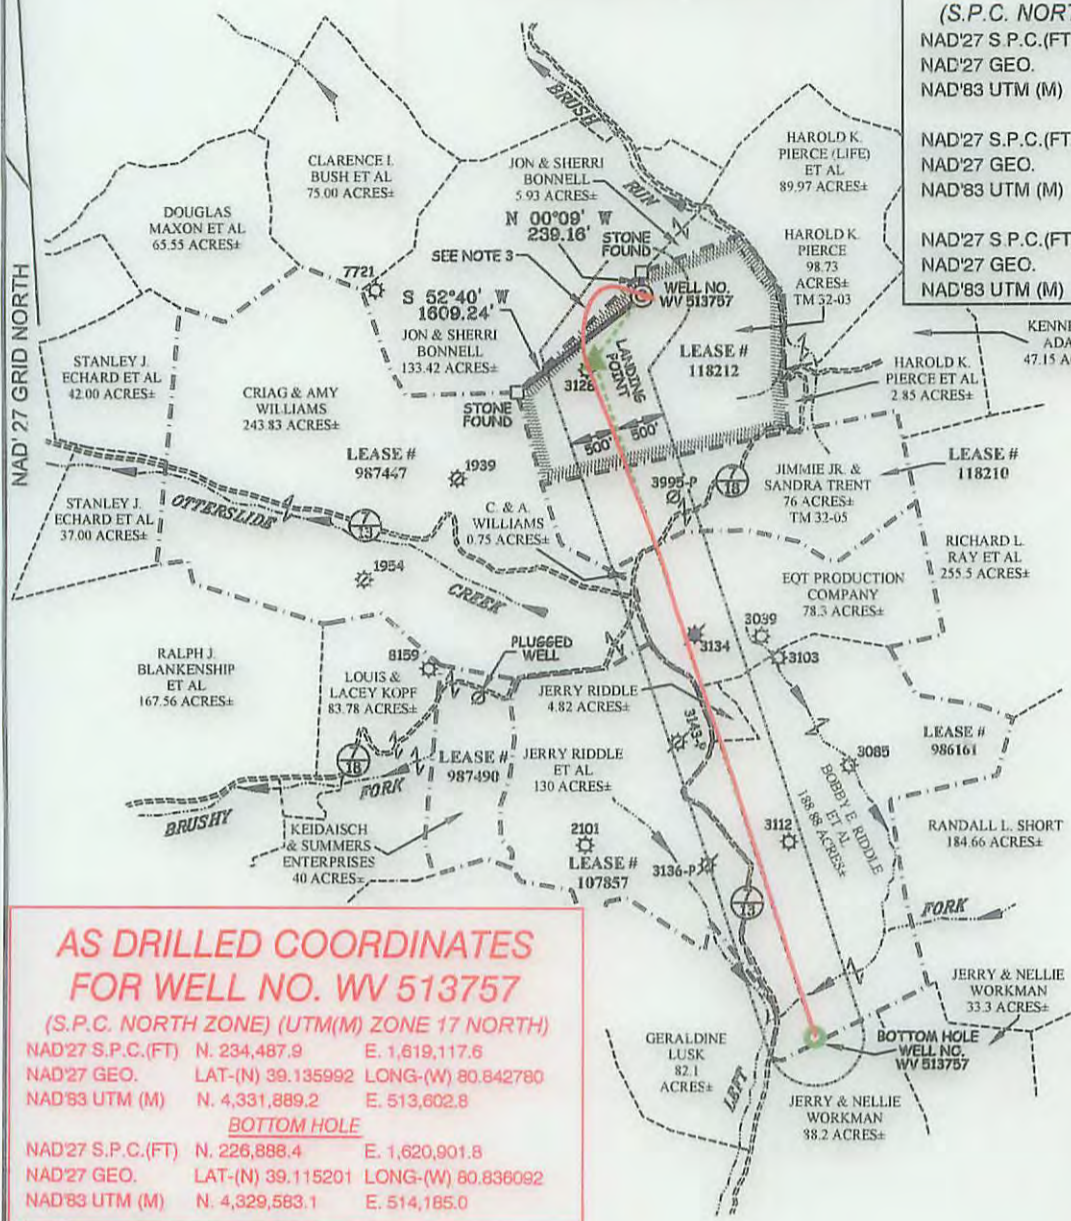 (S.P.C. NORT
NAD'27 S.P.C.(FT
NAD'27 GEO.
NAD'83 UTM (M)
NAD'27 S.P.C.(FT
NAD'27 GEO.
NAD'83 UTM (M)
NAD'27 S.P.C.(FT
NAD'27 GEO.
NAD'83 UTM (M)
NAD'27 GRID NORTH
BRUSH
RUN
CLARENCE I.
BUSH ET AL
75.00 ACRES±
JON & SHERRI
BONNELL
5.93 ACRES±
HAROLD K.
PIERCE (LIFE)
ET AL
89.97 ACRES±
DOUGLAS
MAXON ET AL
65.55 ACRES±
N 00°09' W
239.16'
STONE
FOUND
HAROLD K.
PIERCE
98.73
ACRES±
TM 32-03
SEE NOTE 3
7721
WELL NO.
WV 513757
S 52°40' W
1609.24'
JON & SHERRI
BONNELL
133.42 ACRES±
LANDING
POINT
LEASE #
118212
KENNE
ADA
47.15 A
STANLEY J.
ECHARD ET AL
42.00 ACRES±
CRIAG & AMY
WILLIAMS
243.83 ACRES±
3128
HAROLD K.
PIERCE ET AL
2.85 ACRES±
STONE
FOUND
500'
500'
LEASE #
987447
1939
3995-P
7
18
JIMMIE JR. &
SANDRA TRENT
76 ACRES±
TM 32-05
LEASE #
118210
STANLEY J.
ECHARD ET AL
37.00 ACRES±
OTTERSLIDE
7
13
C. & A.
WILLIAMS
0.75 ACRES±
RICHARD L.
RAY ET AL
255.5 ACRES±
1954
CREEK
EQT PRODUCTION
COMPANY
78.3 ACRES±
3099
3134
3103
PLUGGED
WELL
RALPH J.
BLANKENSHIP
ET AL
167.56 ACRES±
8159
LOUIS &
LACEY KOPF
83.78 ACRES±
JERRY RIDDLE
4.82 ACRES±
3143-P
LEASE #
986161
3085
7
18
LEASE #
987490
JERRY RIDDLE
ET AL
130 ACRES±
BRUSHY
FORK
BOBBY E. RIDDLE
ET AL
188.88 ACRES±
KEIDAISCH
& SUMMERS
ENTERPRISES
40 ACRES±
2101
LEASE #
107857
3112
3136-P
RANDALL L. SHORT
184.66 ACRES±
7
13
FORK
JERRY & NELLIE
WORKMAN
33.3 ACRES±
GERALDINE
LUSK
82.1
ACRES±
BOTTOM HOLE
WELL NO.
WV 513757
LEFT
JERRY & NELLIE
WORKMAN
AS DRILLED COORDINATES
FOR WELL NO. WV 513757
(S.P.C. NORTH ZONE) (UTM(M) ZONE 17 NORTH)
NAD'27 S.P.C.(FT) N. 234,487.9 E. 1,619,117.6
NAD'27 GEO. LAT-(N) 39.135992 LONG-(W) 80.842780
NAD'83 UTM (M) N. 4,331,889.2 E. 513,602.8
BOTTOM HOLE
NAD'27 S.P.C.(FT) N. 226,888.4 E. 1,620,901.8
NAD'27 GEO. LAT-(N) 39.115201 LONG-(W) 80.836092
NAD'83 UTM (M) N. 4,329,583.1 E. 514,185.0